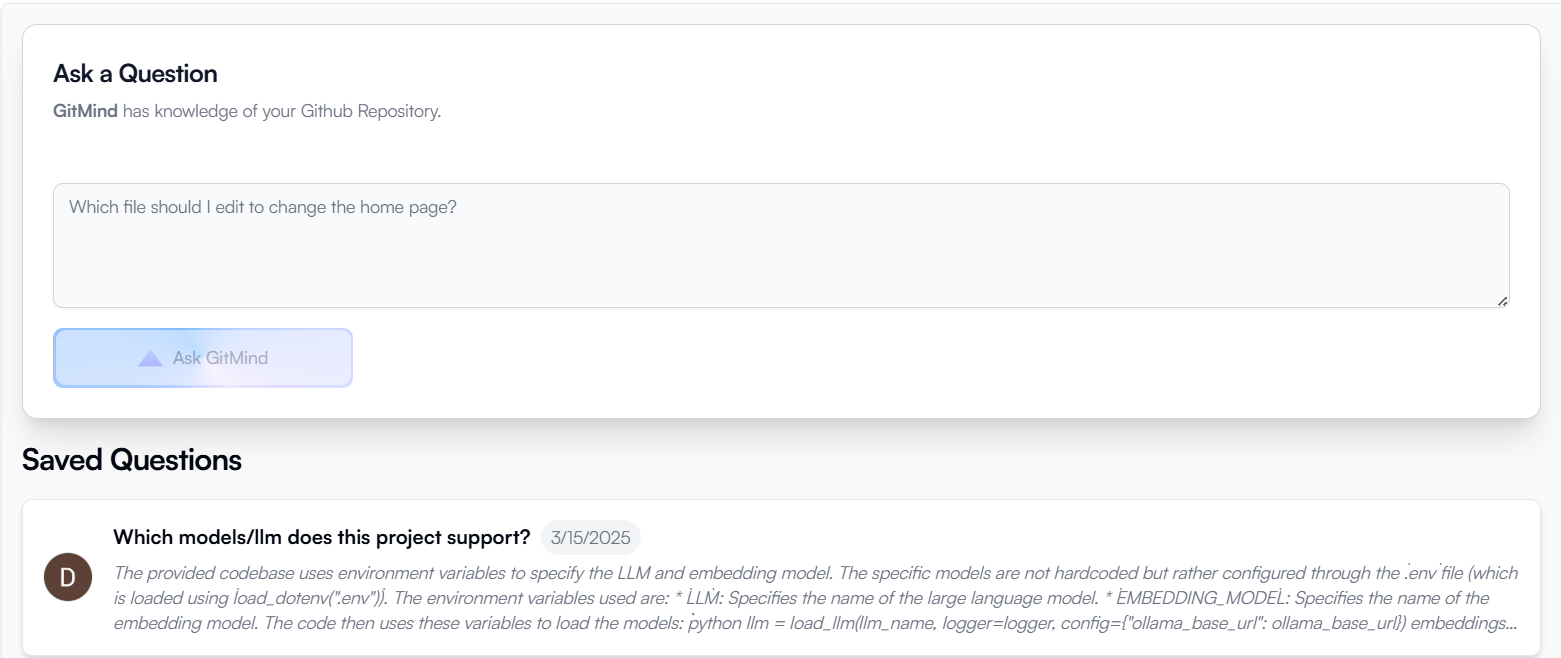 Ask a Question
GitMind has knowledge of your Github Repository.
Which file should I edit to change the home page?
Ask GitMind
Saved Questions
Which models/llm does this project support? 3/15/2025
D
The provided codebase uses environment variables to specify the LLM and embedding model. The specific models are not hardcoded but rather configured through the `.env` file (which
is loaded using `load_dotenv(".env")`). The environment variables used are: * `LLM`: Specifies the name of the large language model. * `EMBEDDING_MODEL`: Specifies the name of the
embedding model. The code then uses these variables to load the models: ```python llm = load_llm(llm_name, logger=logger, config={"ollama_base_url": ollama_base_url}) embeddings...